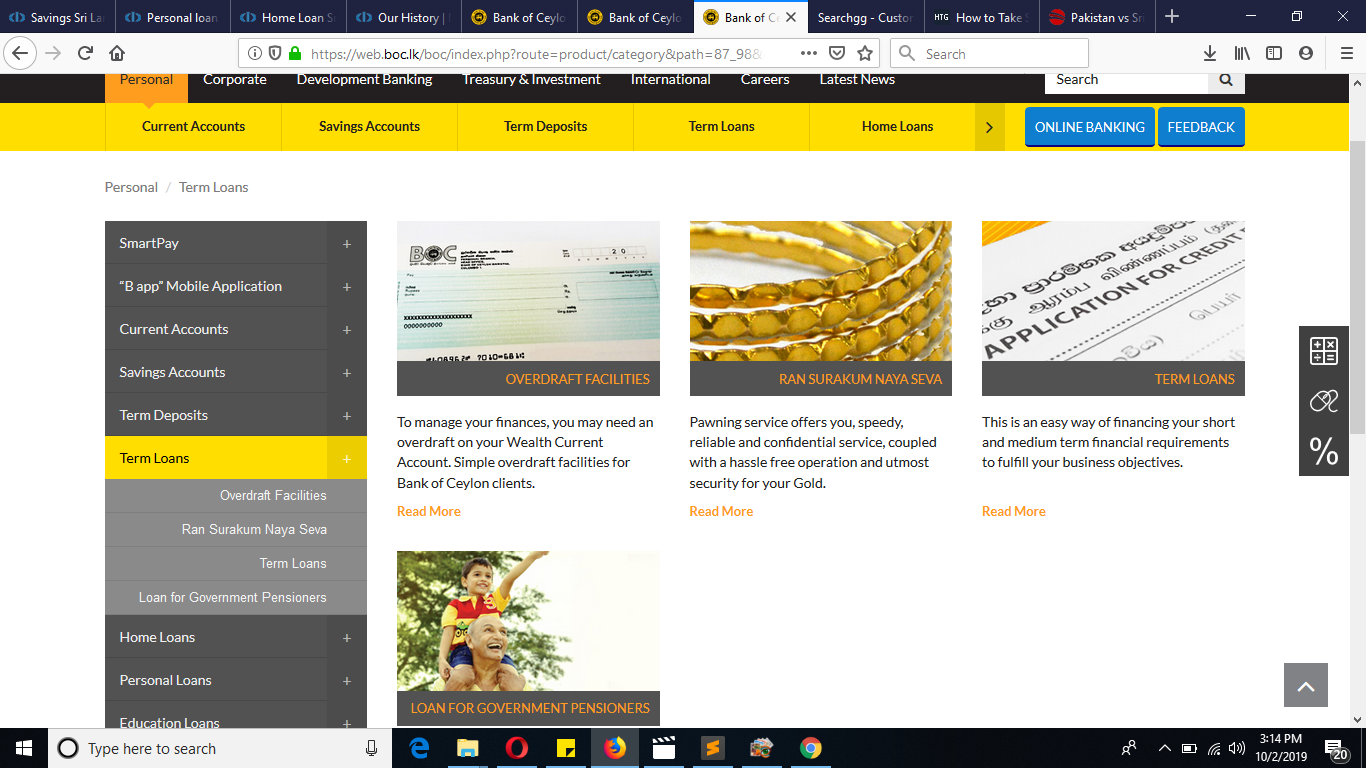 Savings Sri La
Personal loan
Home Loan S
Our History |
Bank of Ceylo
Bank of Ceylo
Bank of Ce
Searchgg - Custor
HTG How to Take S
Pakistan vs Sri
https://web.boc.lk/boc/index.php?route=product/category&path=87_98&
Search
Personal Corporate Development Banking Treasury & Investment International Careers Latest News
Search
Current Accounts Savings Accounts Term Deposits Term Loans Home Loans
ONLINE BANKING FEEDBACK
Personal / Term Loans
SmartPay +
“B app” Mobile Application +
Current Accounts +
Savings Accounts +
Term Deposits +
Term Loans +
Overdraft Facilities
Ran Surakum Naya Seva
Term Loans
Loan for Government Pensioners
Home Loans +
Personal Loans +
Education Loans +
BOC
20
Pay
XXXXXXXXXXXXXXXXXXXX
0000000000
OVERDRAFT FACILITIES
To manage your finances, you may need an
overdraft on your Wealth Current
Account. Simple overdraft facilities for
Bank of Ceylon clients.
Read More
RAN SURAKUM NAYA SEVA
Pawning service offers you, speedy,
reliable and confidential service, coupled
with a hassle free operation and utmost
security for your Gold.
Read More
APPLICATION FOR CREDIT
TERM LOANS
This is an easy way of financing your short
and medium term financial requirements
to fulfill your business objectives.
Read More
LOAN FOR GOVERNMENT PENSIONERS
%
Type here to search
3:14 PM
10/2/2019
20